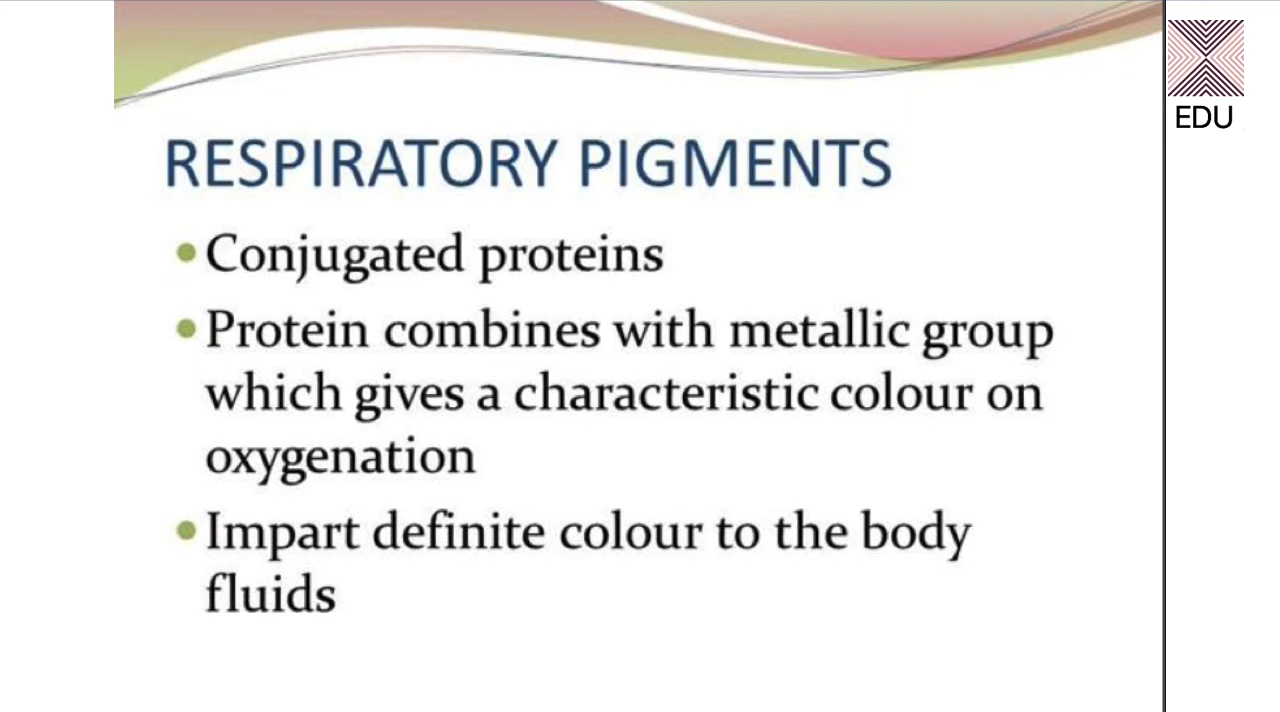 RESPIRATORY PIGMENTS
EDU
Conjugated proteins
Protein combines with metallic group
which gives a characteristic colour on
oxygenation
Impart definite colour to the body
fluids